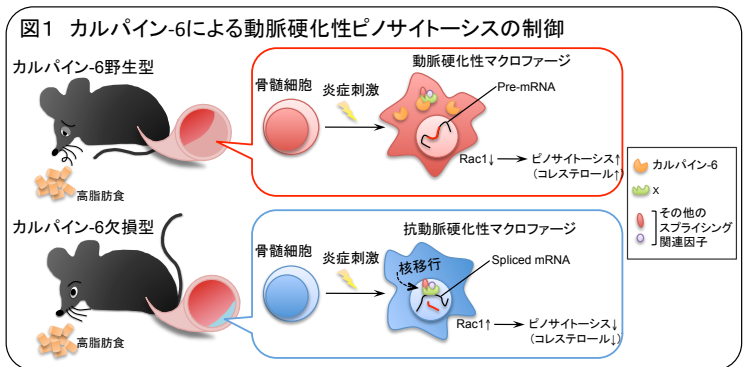 図1 カルパイン-6による動脈硬化性ピノサイトーシスの制御
カルパイン-6野生型
高脂肪食
骨髄細胞
炎症刺激
動脈硬化性マクロファージ
Pre-mRNA
Rac1↓ → ピノサイトーシス↑
(コレステロール↑)
カルパイン-6欠損型
高脂肪食
骨髄細胞
炎症刺激
抗動脈硬化性マクロファージ
核移行
Spliced mRNA
Rac1↑ → ピノサイトーシス↓
(コレステロール↓)
カルパイン-6
X
その他の
スプライシング
関連因子